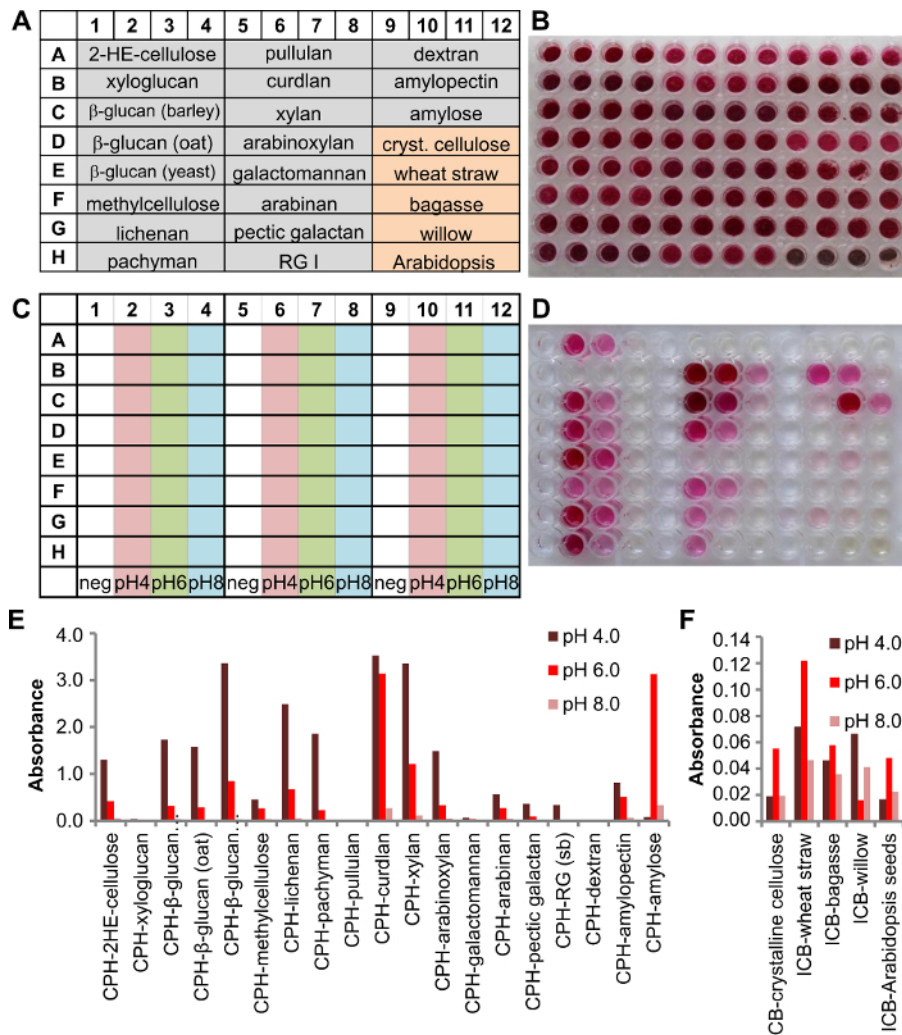 A
1 2 3 4 5 6 7 8 9 10 11 12
A 2-HE-cellulose pullulan dextran
B xyloglucan curdlan amylopectin
C β-glucan (barley) xylan amylose
D β-glucan (oat) arabinoxylan cryst. cellulose
E β-glucan (yeast) galactomannan wheat straw
F methylcellulose arabinan bagasse
G lichenan pectic galactan willow
H pachyman RG I Arabidopsis
B
C
1 2 3 4 5 6 7 8 9 10 11 12
A
B
C
D
E
F
G
H
neg pH4 pH6 pH8 neg pH4 pH6 pH8 neg pH4 pH6 pH8
D
E
Absorbance
4.0
3.0
2.0
1.0
0.0
pH 4.0
pH 6.0
pH 8.0
CPH-2HE-cellulose
CPH-xyloglucan
CPH-β-glucan...
CPH-β-glucan (oat)
CPH-β-glucan...
CPH-methylcellulose
CPH-lichenan
CPH-pachyman
CPH-pullulan
CPH-curdlan
CPH-xylan
CPH-arabinoxylan
CPH-galactomannan
CPH-arabinan
CPH-pectic galactan
CPH-RG (sb)
CPH-dextran
CPH-amylopectin
CPH-amylose
F
Absorbance
0.14
0.12
0.10
0.08
0.06
0.04
0.02
0.00
pH 4.0
pH 6.0
pH 8.0
CB-crystalline cellulose
ICB-wheat straw
ICB-bagasse
ICB-willow
ICB-Arabidopsis seeds